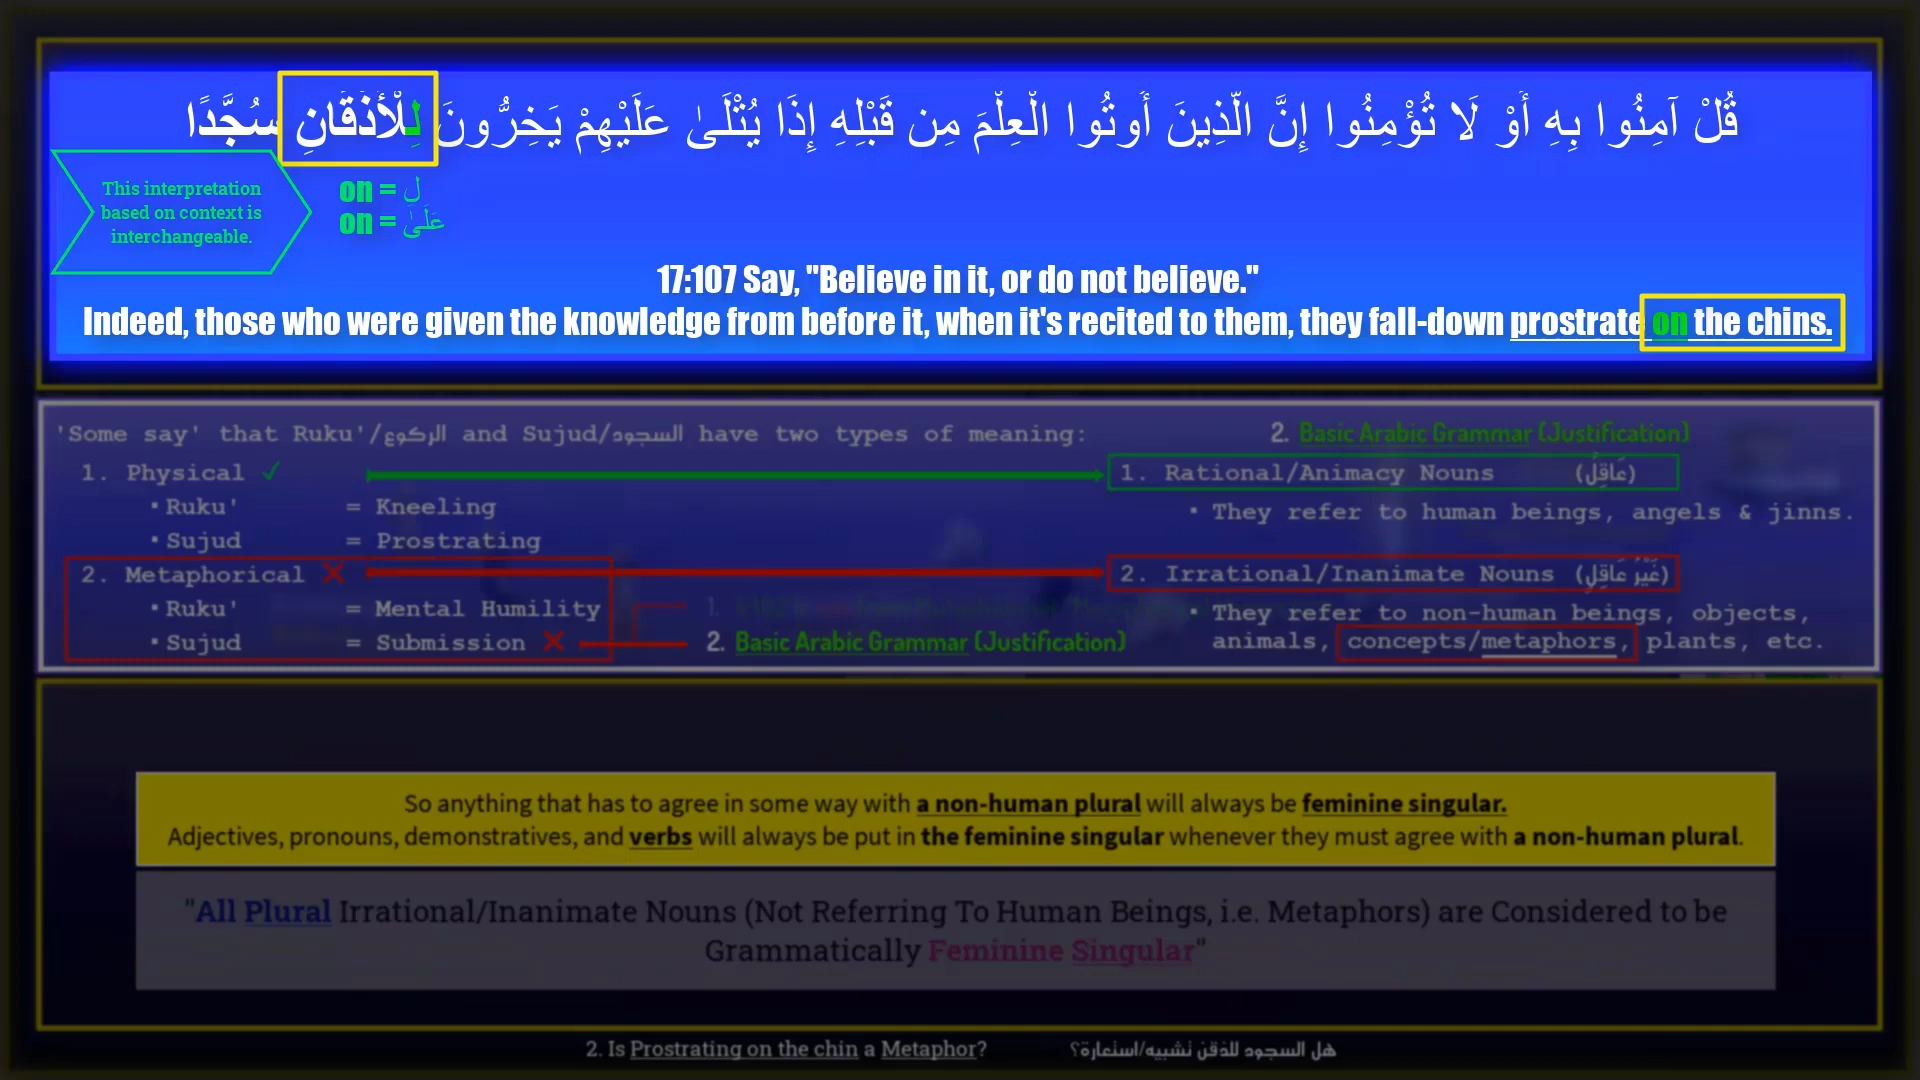 قُلْ آمِنُوا بِهِ أَوْ لَا تُؤْمِنُوا إِنَّ الَّذِينَ أُوتُوا الْعِلْمَ مِن قَبْلِهِ إِذَا يُتْلَىٰ عَلَيْهِمْ يَخِرُّونَ لِلْأَذْقَانِ سُجَّدًا
This interpretation
based on context is
interchangeable.
on = لِ
on = عَلَىٰ
17:107 Say, "Believe in it, or do not believe."
Indeed, those who were given the knowledge from before it, when it's recited to them, they fall-down prostrate on the chins.
'Some say' that Ruku'/الركوع and Sujud/السجود have two types of meaning:
1. Physical ✓
▪ Ruku' = Kneeling
▪ Sujud = Prostrating
2. Metaphorical ✕
▪ Ruku' = Mental Humility
▪ Sujud = Submission ✕
2. Basic Arabic Grammar (Justification)
2. Basic Arabic Grammar (Justification)
1. Rational/Animacy Nouns (عَاقِلْ)
▪ They refer to human beings, angels & jinns.
2. Irrational/Inanimate Nouns (غَيْرُ عَاقِلْ)
▪ They refer to non-human beings, objects,
animals, concepts/metaphors, plants, etc.
So anything that has to agree in some way with a non-human plural will always be feminine singular.
Adjectives, pronouns, demonstratives, and verbs will always be put in the feminine singular whenever they must agree with a non-human plural.
"All Plural Irrational/Inanimate Nouns (Not Referring To Human Beings, i.e. Metaphors) are Considered to be
Grammatically Feminine Singular"
2. Is Prostrating on the chin a Metaphor? هل السجود للذقن تشبيه/استعارة؟